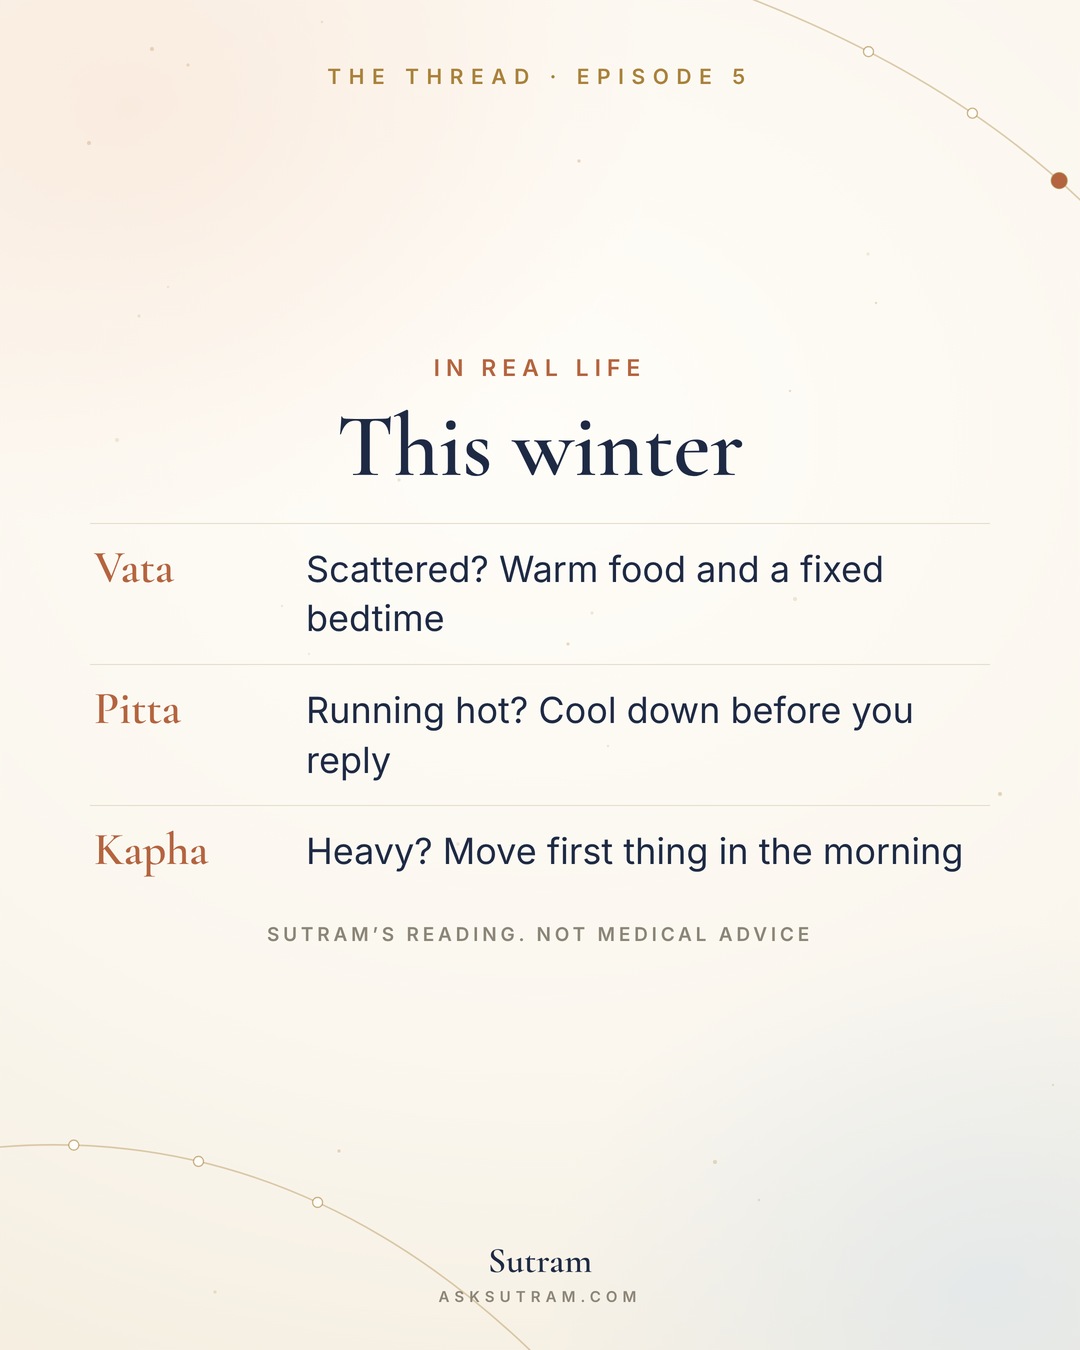 THE THREAD · EPISODE 5
IN REAL LIFE
This winter
Vata
Scattered? Warm food and a fixed
bedtime
Pitta
Running hot? Cool down before you
reply
Kapha
Heavy? Move first thing in the morning
SUTRAM’S READING. NOT MEDICAL ADVICE
Sutram
ASKSUTRAM.COM